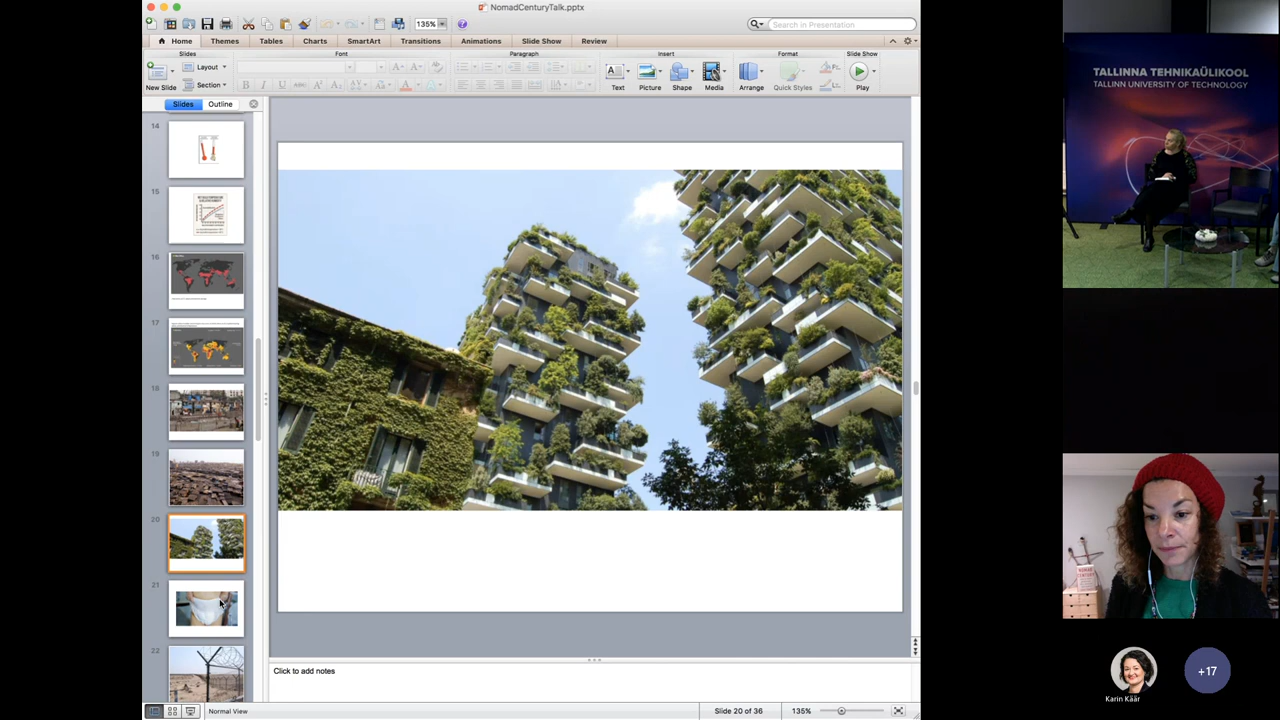 NomadCenturyTalk.pptx
135%
Search in Presentation
Home
Themes
Tables
Charts
SmartArt
Transitions
Animations
Slide Show
Review
Slides
Font
Paragraph
Insert
Format
Slide Show
New Slide
Layout
Section
Text
Picture
Shape
Media
Arrange
Quick Styles
Play
Slides
Outline
14
15
16
17
18
19
20
21
22
Click to add notes
Normal View
Slide 20 of 36
135%
TALLINNA TEHNIKAÜLIKOOL
TALLINN UNIVERSITY OF TECHNOLOGY
NOMAD
CENTURY
Karin Käär
+17